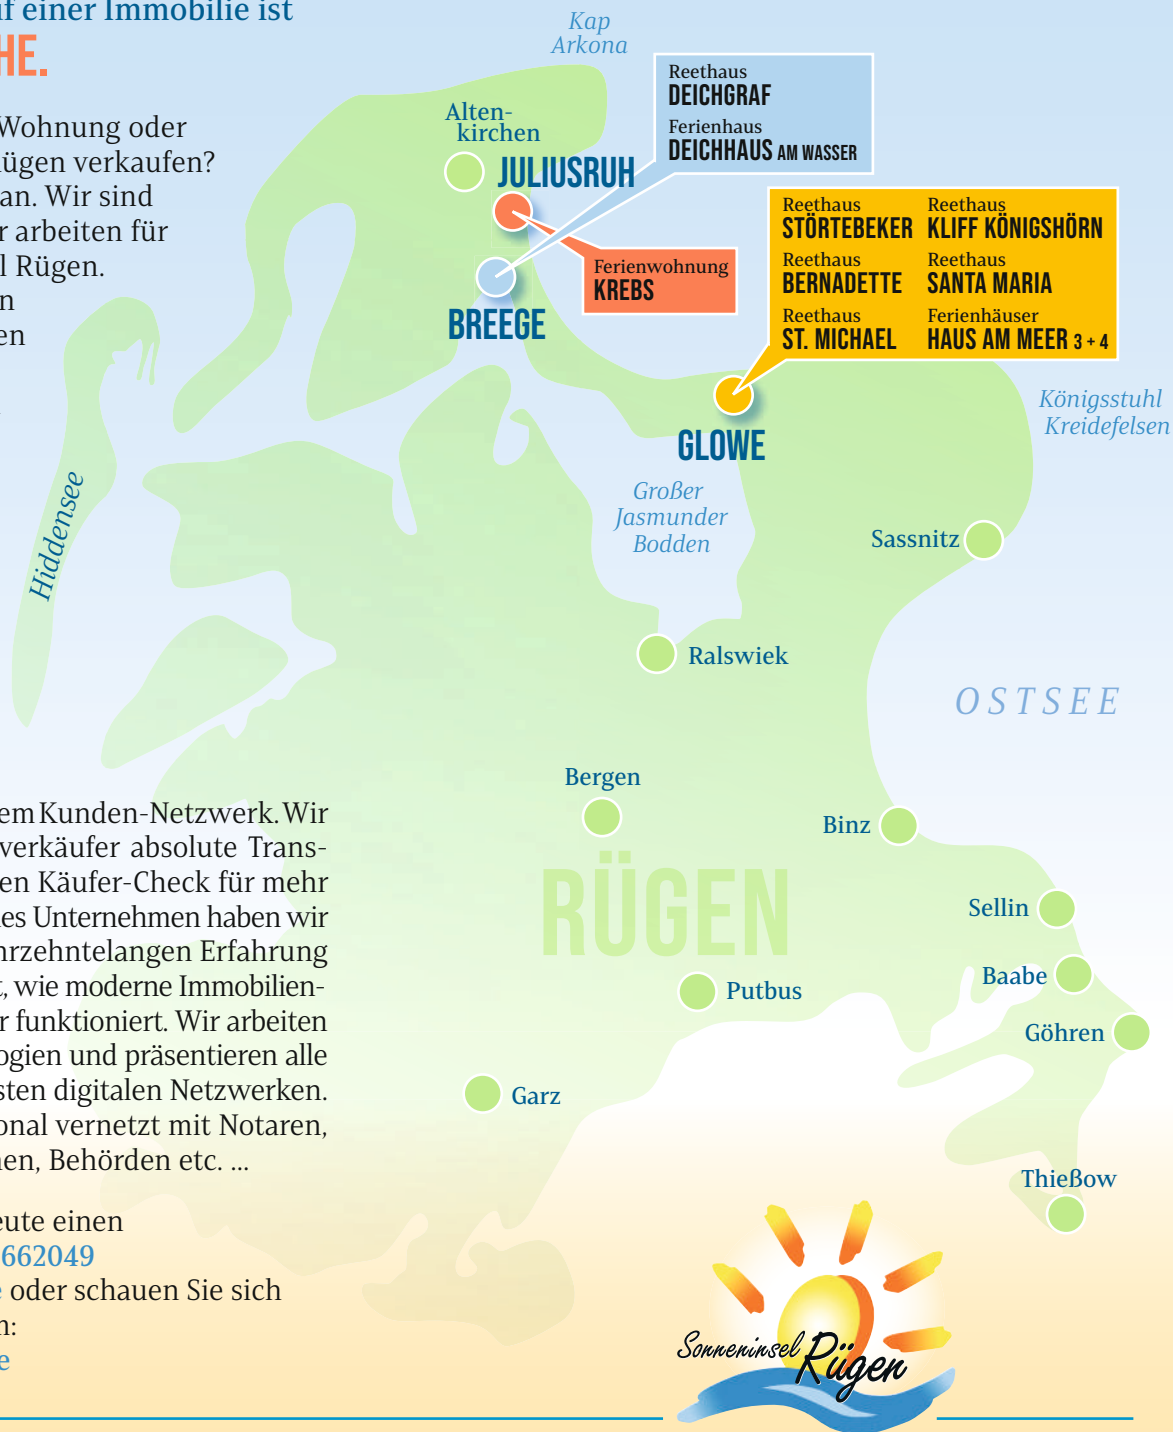 uf einer Immobilie ist
HE.
Wohnung oder
ügen verkaufen?
an. Wir sind
r arbeiten für
l Rügen.
n
en
em Kunden-Netzwerk. Wir
verkäufer absolute Trans-
en Käufer-Check für mehr
es Unternehmen haben wir
hrzehntelangen Erfahrung
t, wie moderne Immobilien-
r funktioniert. Wir arbeiten
ogien und präsentieren alle
sten digitalen Netzwerken.
onal vernetzt mit Notaren,
nen, Behörden etc. ...
eute einen
662049
e oder schauen Sie sich
n:
e
Kap
Arkona
Alten-
kirchen
JULIUSRUH
BREEGE
Reethaus
DEICHGRAF
Ferienhaus
DEICHHAUS AM WASSER
Ferienwohnung
KREBS
Reethaus
STÖRTEBEKER
Reethaus
KLIFF KÖNIGSHÖRN
Reethaus
BERNADETTE
Reethaus
SANTA MARIA
Reethaus
ST. MICHAEL
Ferienhäuser
HAUS AM MEER 3 + 4
GLOWE
Königsstuhl
Kreidefelsen
Großer
Jasmunder
Bodden
Hiddensee
Sassnitz
Ralswiek
OSTSEE
Bergen
Binz
RÜGEN
Sellin
Baabe
Putbus
Göhren
Garz
Thießow
Sonneninsel
Rügen